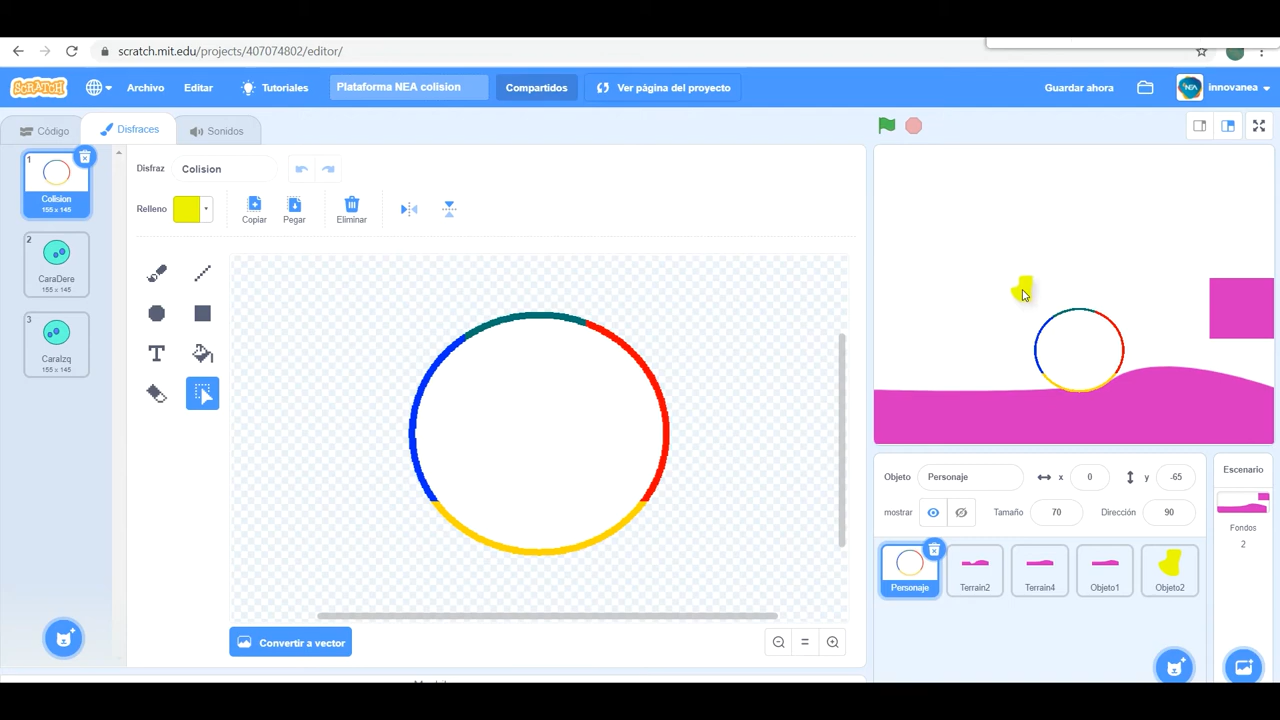 scratch.mit.edu/projects/407074802/editor/
SCRATCH
Archivo
Editar
Tutoriales
Plataforma NEA colision
Compartidos
Ver página del proyecto
Guardar ahora
NEA
innovanea
Código
Disfraces
Sonidos
1
Colision
155 x 145
2
CaraDere
155 x 145
3
CaraIzq
155 x 145
Disfraz
Colision
Relleno
Copiar
Pegar
Eliminar
T
Convertir a vector
Objeto
Personaje
x
0
y
-65
mostrar
Tamaño
70
Dirección
90
Personaje
Terrain2
Terrain4
Objeto1
Objeto2
Escenario
Fondos
2